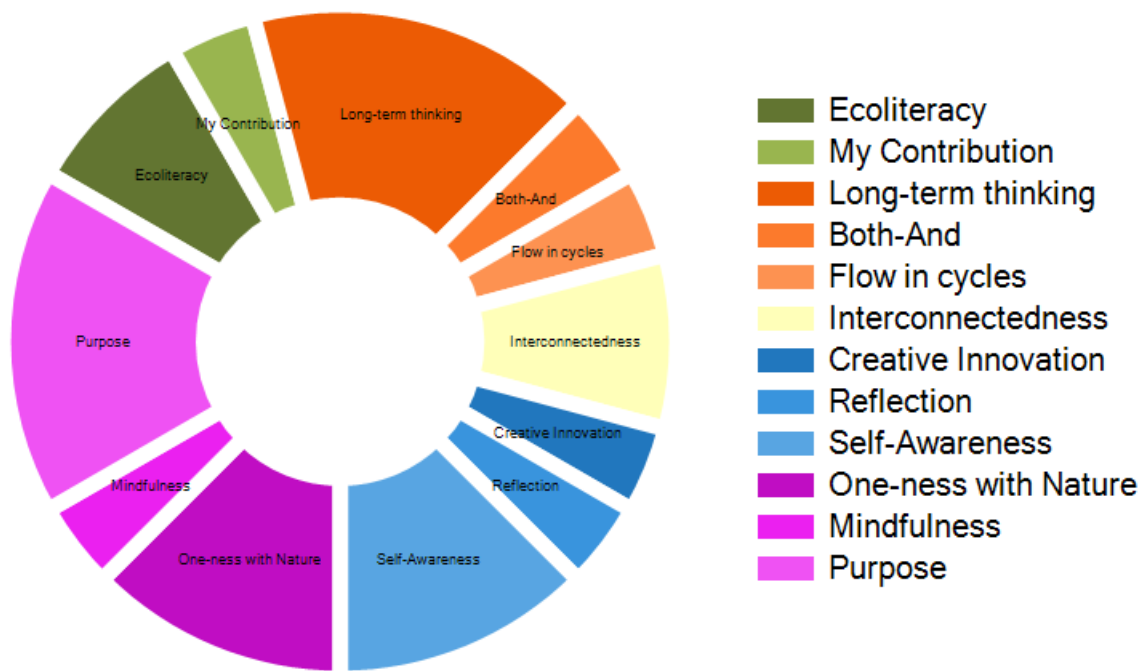 Long-term thinking
My Contribution
Ecoliteracy
Both-And
Flow in cycles
Purpose
Interconnectedness
Creative Innovation
Mindfulness
Reflection
One-ness with Nature
Self-Awareness
Ecoliteracy
My Contribution
Long-term thinking
Both-And
Flow in cycles
Interconnectedness
Creative Innovation
Reflection
Self-Awareness
One-ness with Nature
Mindfulness
Purpose